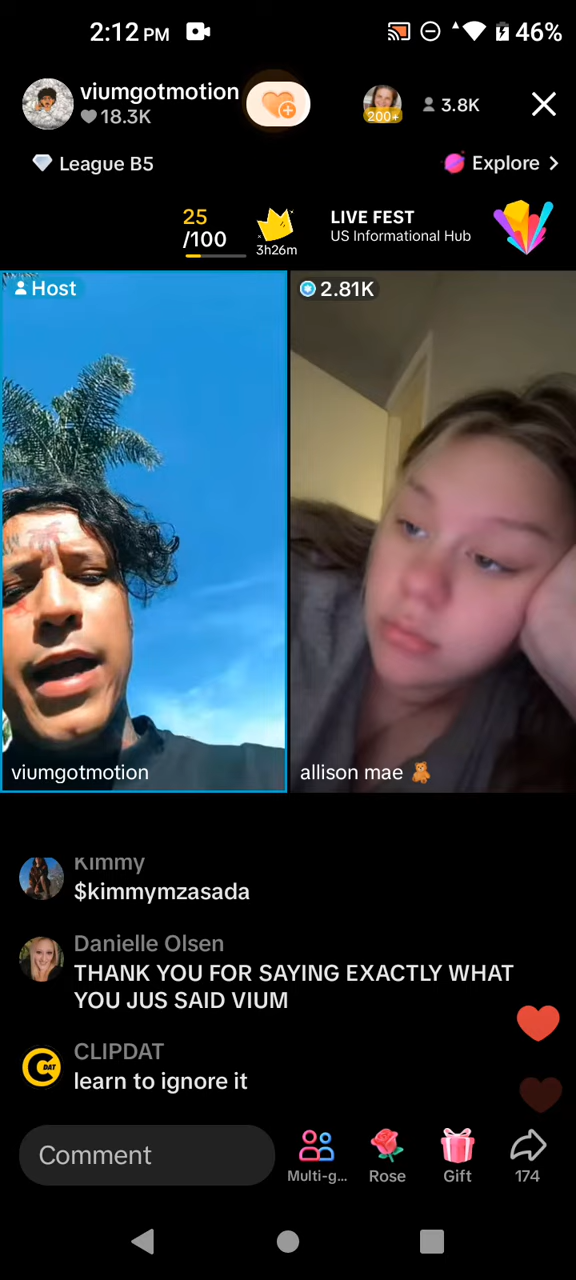 2:12 PM
46%
viumgotmotion
18.3K
200+
3.8K
League B5
Explore >
25
/100
3h26m
LIVE FEST
US Informational Hub
Host
2.81K
viumgotmotion
allison mae 🧸
Kimmy
$kimmymzasada
Danielle Olsen
THANK YOU FOR SAYING EXACTLY WHAT
YOU JUS SAID VIUM
CLIPDAT
C DAT
learn to ignore it
Comment
Multi-g...
Rose
Gift
174